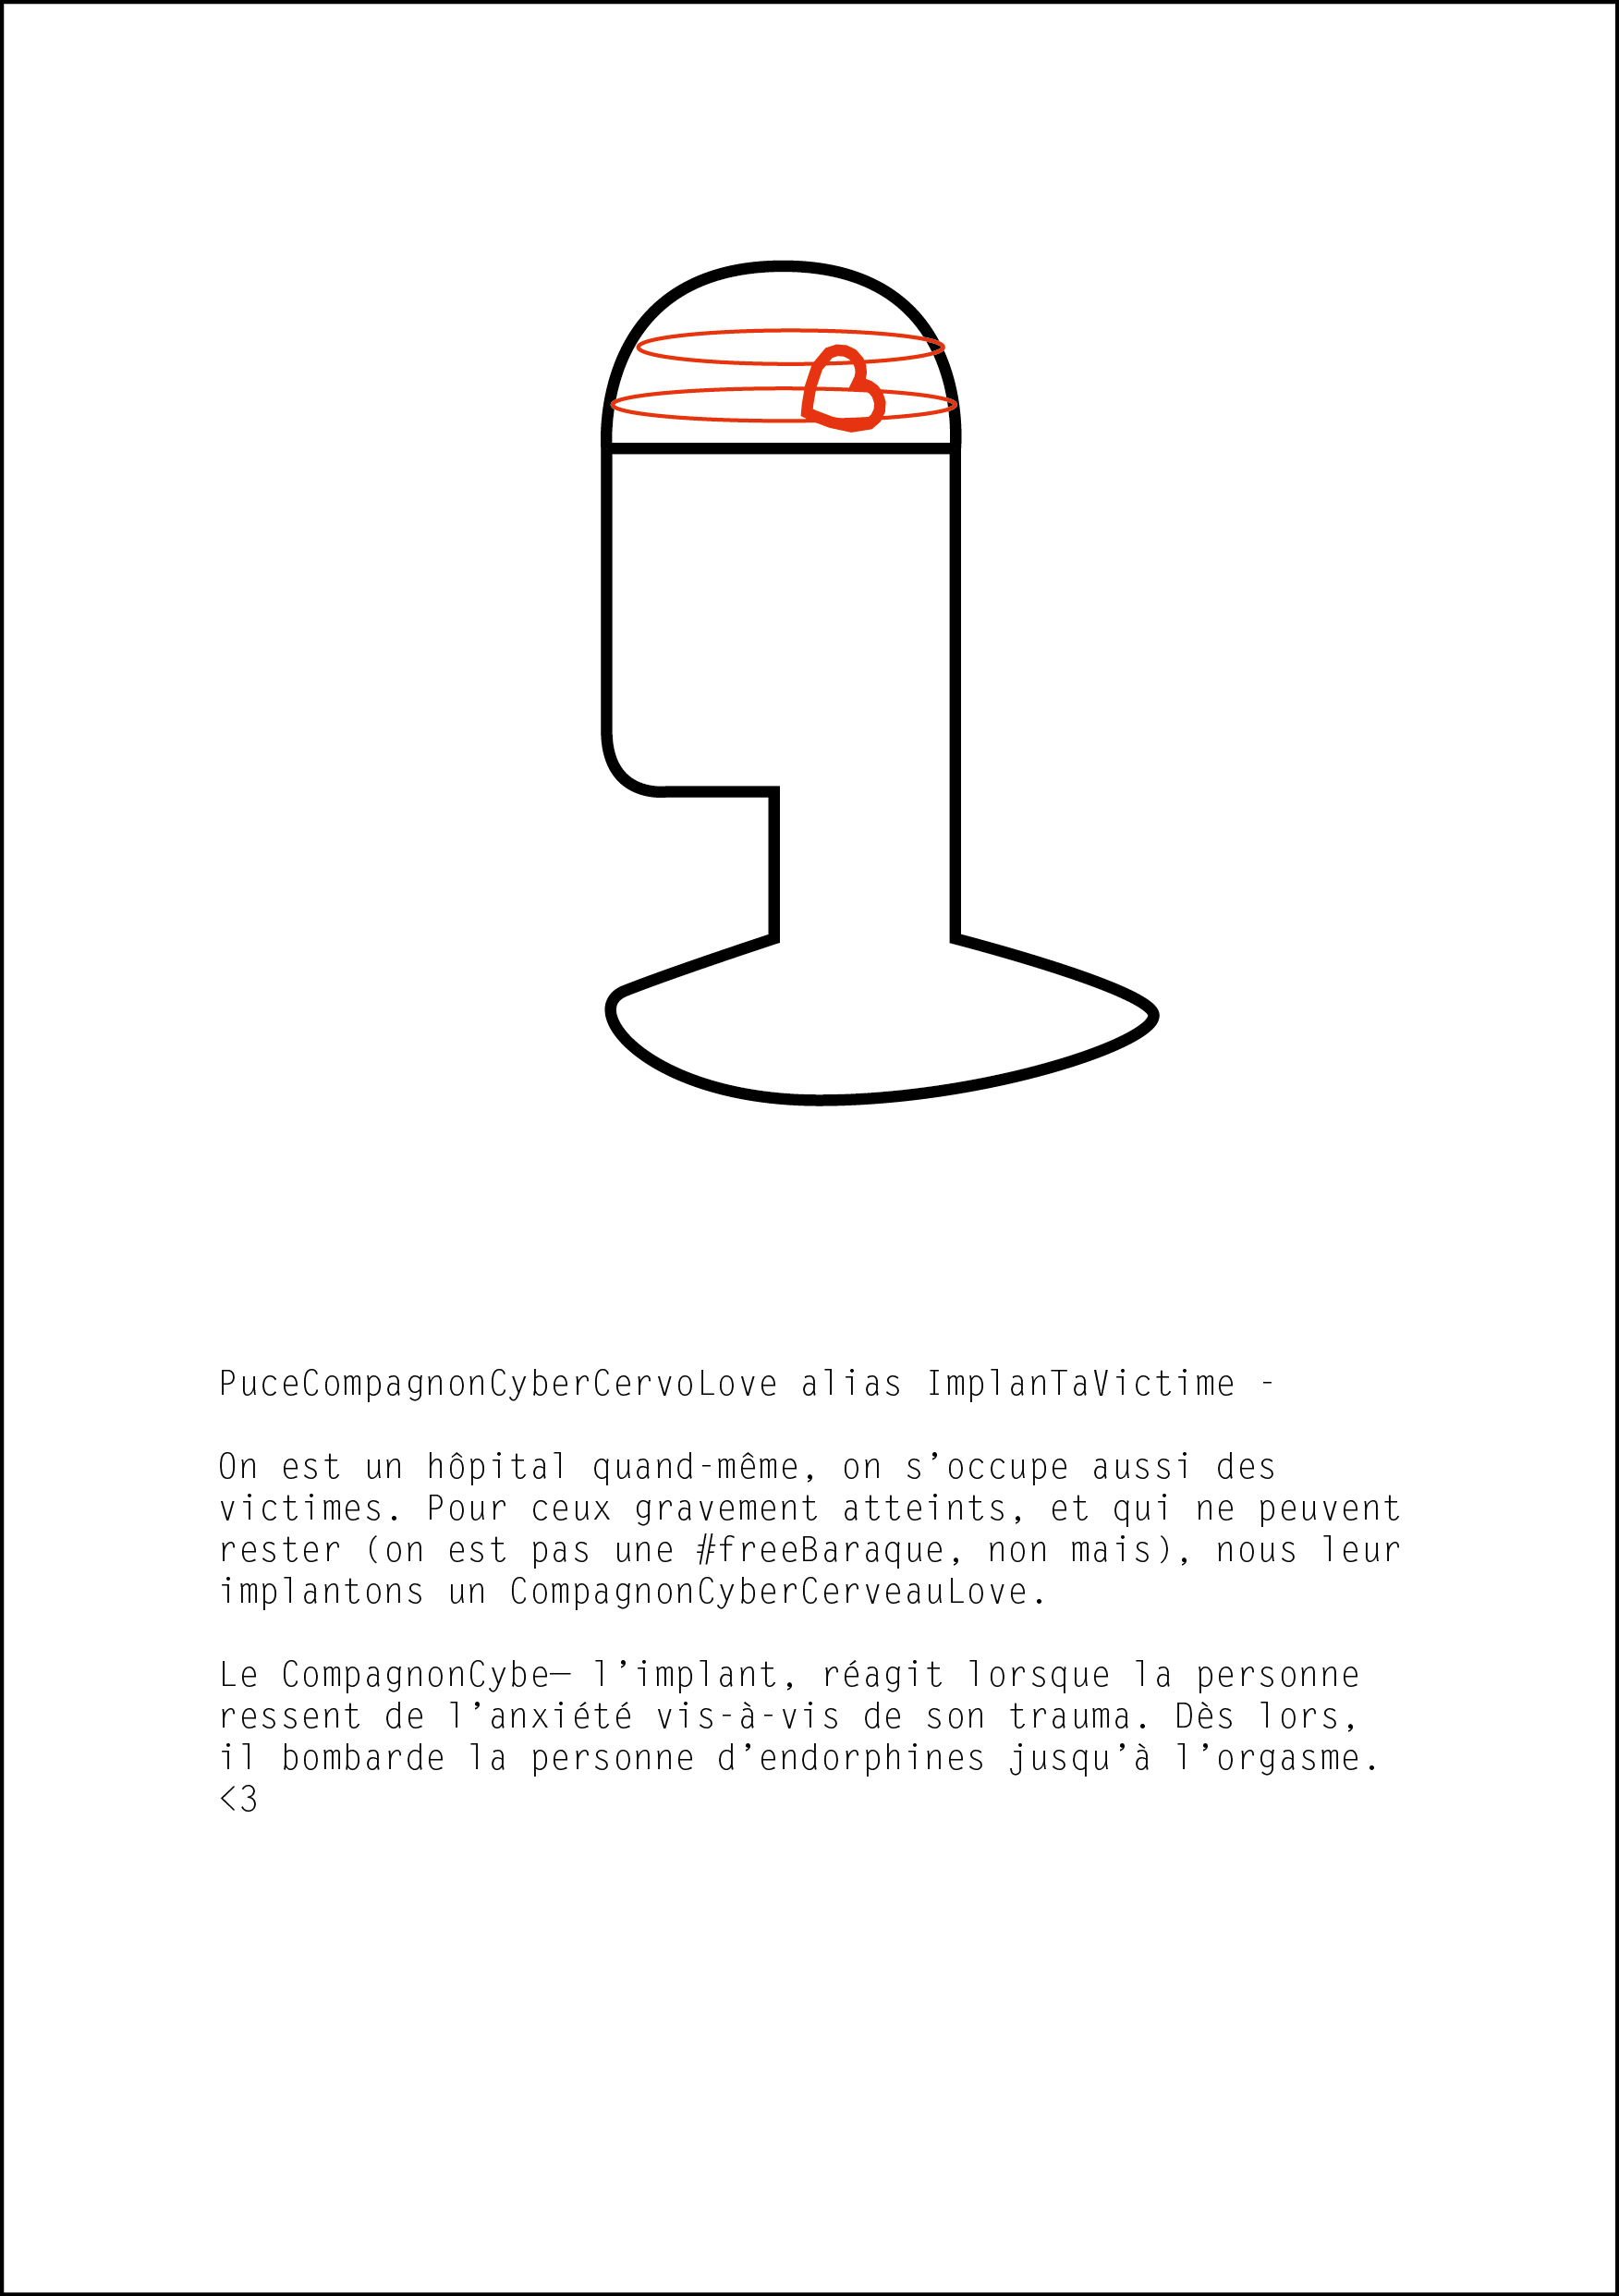 PuceCompagnonCyberCervoLove alias ImplanTaVictime -
On est un hôpital quand-même, on s’occupe aussi des
victimes. Pour ceux gravement atteints, et qui ne peuvent
rester (on est pas une #freeBaraque, non mais), nous leur
implantons un CompagnonCyberCerveauLove.
Le CompagnonCybe— l’implant, réagit lorsque la personne
ressent de l’anxiété vis-à-vis de son trauma. Dès lors,
il bombarde la personne d’endorphines jusqu’à l’orgasme.
<3